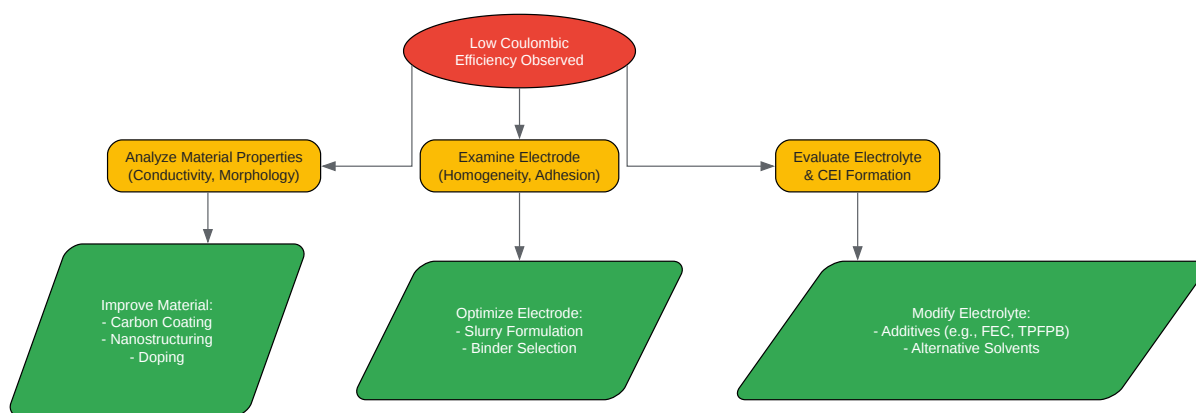 Low Coulombic
Efficiency Observed
Analyze Material Properties
(Conductivity, Morphology)
Examine Electrode
(Homogeneity, Adhesion)
Evaluate Electrolyte
& CEI Formation
Improve Material:
- Carbon Coating
- Nanostructuring
- Doping
Optimize Electrode:
- Slurry Formulation
- Binder Selection
Modify Electrolyte:
- Additives (e.g., FEC, TPFPB)
- Alternative Solvents